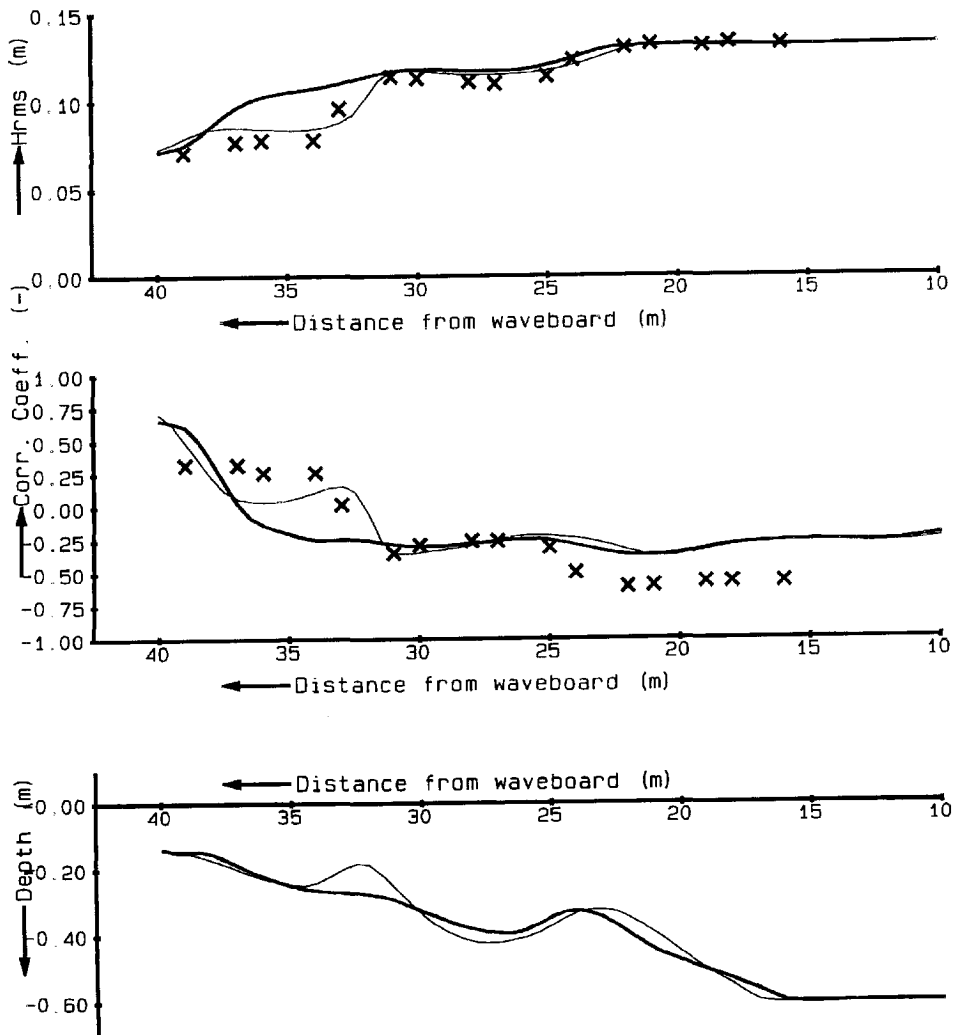 Hrms (m)
0.15
0.10
0.05
0.00
40 35 30 25 20 15 10
Distance from waveboard (m)
Corr. Coeff. (-)
1.00
0.75
0.50
0.25
0.00
-0.25
-0.50
-0.75
-1.00
40 35 30 25 20 15 10
Distance from waveboard (m)
Distance from waveboard (m)
Depth (m)
-0.00
40 35 30 25 20 15 10
-0.20
-0.40
-0.60